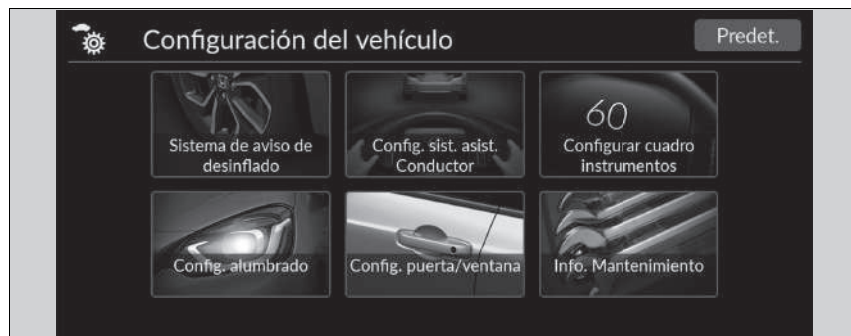 Configuración del vehículo
Predet.
Sistema de aviso de
desinflado
Config. sist. asist.
Conductor
60
Configurar cuadro
instrumentos
Config. alumbrado
Config. puerta/ventana
Info. Mantenimiento